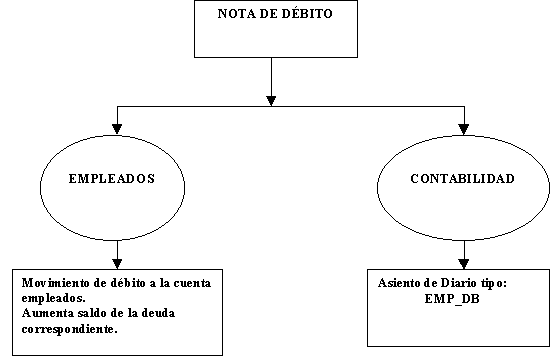 NOTA DE DÉBITO
EMPLEADOS
CONTABILIDAD
Movimiento de débito a la cuenta
empleados.
Aumenta saldo de la deuda
correspondiente.
Asiento de Diario tipo:
EMP_DB